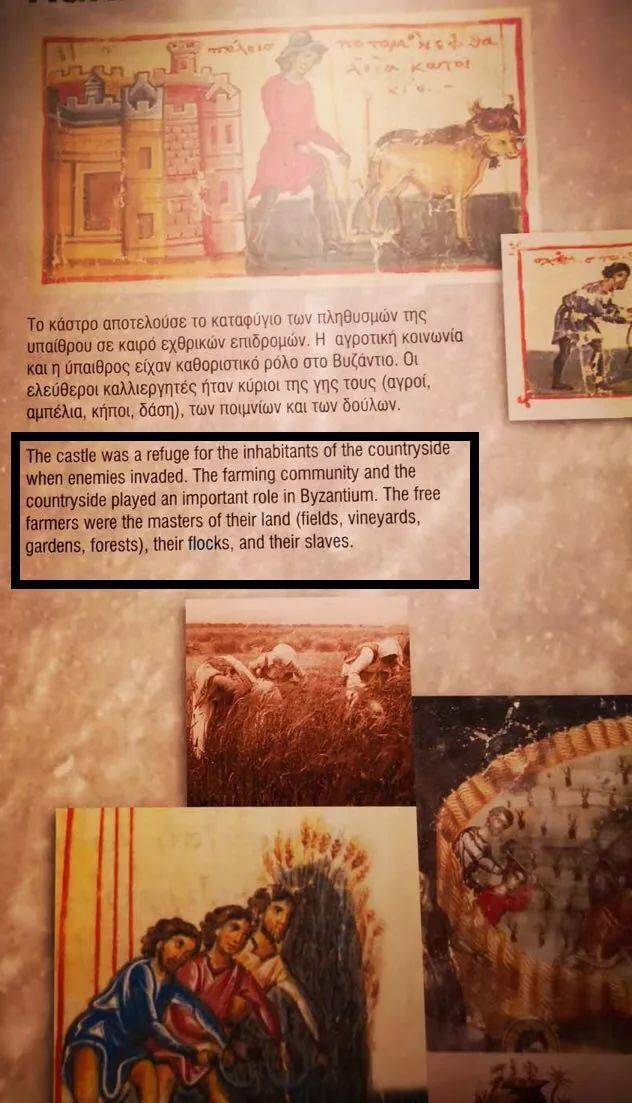 Το κάστρο αποτελούσε το καταφύγιο των πληθυσμών της
υπαίθρου σε καιρό εχθρικών επιδρομών. Η αγροτική κοινωνία
και η ύπαιθρος είχαν καθοριστικό ρόλο στο Βυζάντιο. Οι
ελεύθεροι καλλιεργητές ήταν κύριοι της γης τους (αγροί,
αμπέλια, κήποι, δάση), των ποιμνίων και των δούλων.
The castle was a refuge for the inhabitants of the countryside
when enemies invaded. The farming community and the
countryside played an important role in Byzantium. The free
farmers were the masters of their land (fields, vineyards,
gardens, forests), their flocks, and their slaves.